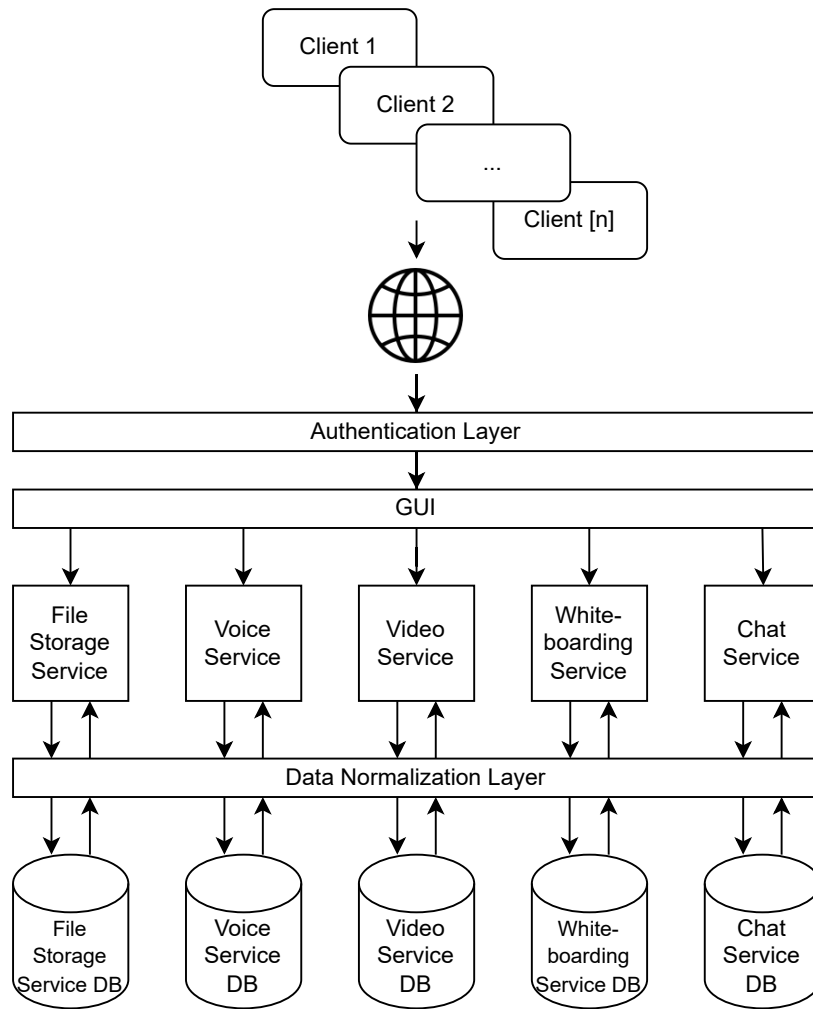 Client 1
Client 2
...
Client [n]
Authentication Layer
GUI
File
Storage
Service
Voice
Service
Video
Service
White-
boarding
Service
Chat
Service
Data Normalization Layer
File
Storage
Service DB
Voice
Service
DB
Video
Service
DB
White-
boarding
Service DB
Chat
Service
DB